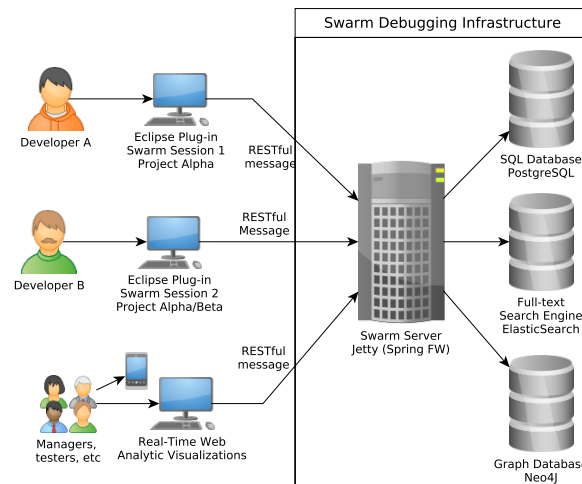 Swarm Debugging Infrastructure
Developer A
Eclipse Plug-in
Swarm Session 1
Project Alpha
RESTful
message
SQL Database
PostgreSQL
Developer B
Eclipse Plug-in
Swarm Session 2
Project Alpha/Beta
RESTful
Message
Swarm Server
Jetty (Spring FW)
Full-text
Search Engine
ElasticSearch
Managers,
testers, etc
Real-Time Web
Analytic Visualizations
RESTful
message
Graph Database
Neo4J